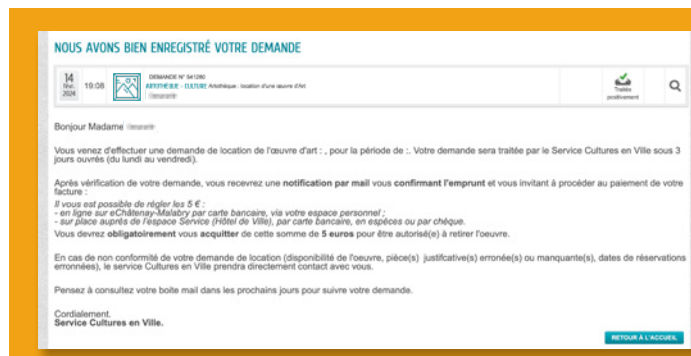 NOUS AVONS BIEN ENREGISTRÉ VOTRE DEMANDE
14
févr.
2024
19:08
DEMANDE N° 541280
ARTOTHÈQUE - CULTURE Artothèque : location d'une œuvre d'Art
Traitée
positivement
Bonjour Madame
Vous venez d'effectuer une demande de location de l'œuvre d'art : , pour la période de :. Votre demande sera traitée par le Service Cultures en Ville sous 3
jours ouvrés (du lundi au vendredi).
Après vérification de votre demande, vous recevrez une notification par mail vous confirmant l'emprunt et vous invitant à procéder au paiement de votre
facture :
Il vous est possible de régler les 5 € :
- en ligne sur eChâtenay-Malabry par carte bancaire, via votre espace personnel ;
- sur place auprès de l'espace Service (Hôtel de Ville), par carte bancaire, en espèces ou par chèque.
Vous devrez obligatoirement vous acquitter de cette somme de 5 euros pour être autorisé(e) à retirer l'oeuvre.
En cas de non conformité de votre demande de location (disponibilité de l'oeuvre, pièce(s) justifcative(s) erronée(s) ou manquante(s), dates de réservations
erronnées), le service Cultures en Ville prendra directement contact avec vous.
Pensez à consultez votre boite mail dans les prochains jours pour suivre votre demande.
Cordialement.
Service Cultures en Ville.
RETOUR À L'ACCUEIL